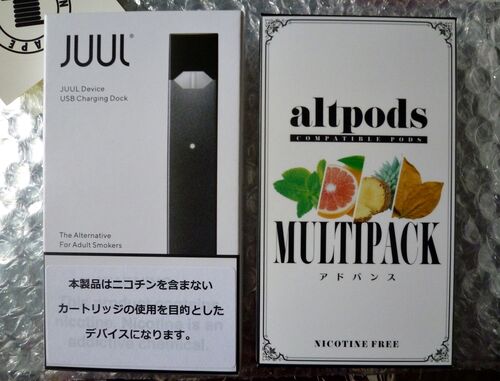 APE
JUUL
JUUL Device
USB Charging Dock
The Alternative
For Adult Smokers
本製品はニコチンを含まない
カートリッジの使用を目的とした
デバイスになります。
altpods
COMPATIBLE PODS
MULTIPACK
アドバンス
NICOTINE FREE